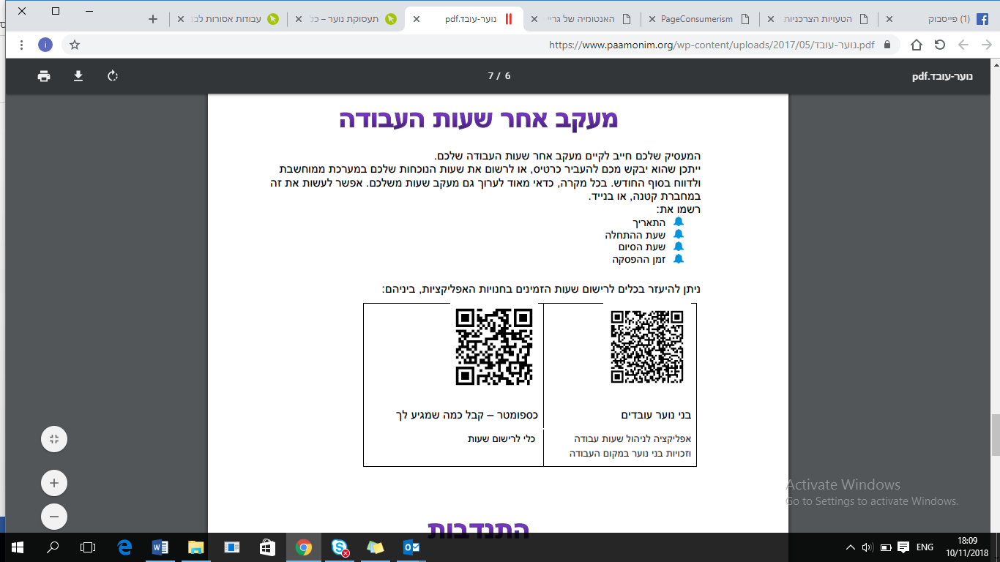 (1) פייסבוק
הטעויות הצרכניות
PageConsumerism
האנטומיה של גריי
נוער-עובד.pdf
תעסוקת נוער – כל
עבודות אסורות לבנ
https://www.paamonim.org/wp-content/uploads/2017/05/נוער-עובד.pdf
i
נוער-עובד.pdf
7 / 6
מעקב אחר שעות העבודה
המעסיק שלכם חייב לקיים מעקב אחר שעות העבודה שלכם.
ייתכן שהוא יבקש מכם להעביר כרטיס, או לרשום את שעות הנוכחות שלכם במערכת ממוחשבת
ולדווח בסוף החודש. בכל מקרה, כדאי מאוד לערוך גם מעקב שעות משלכם. אפשר לעשות את זה
במחברת קטנה, או בנייד.
רשמו את:
התאריך
שעת ההתחלה
שעת הסיום
זמן ההפסקה
ניתן להיעזר בכלים לרישום שעות הזמינים בחנויות האפליקציות, ביניהם:
בני נוער עובדים
אפליקציה לניהול שעות עבודה
וזכויות בני נוער במקום העבודה
כספומטר – קבל כמה שמגיע לך
כלי לרישום שעות
התנדבות
Activate Windows
Go to Settings to activate Windows.
ENG
18:09
10/11/2018